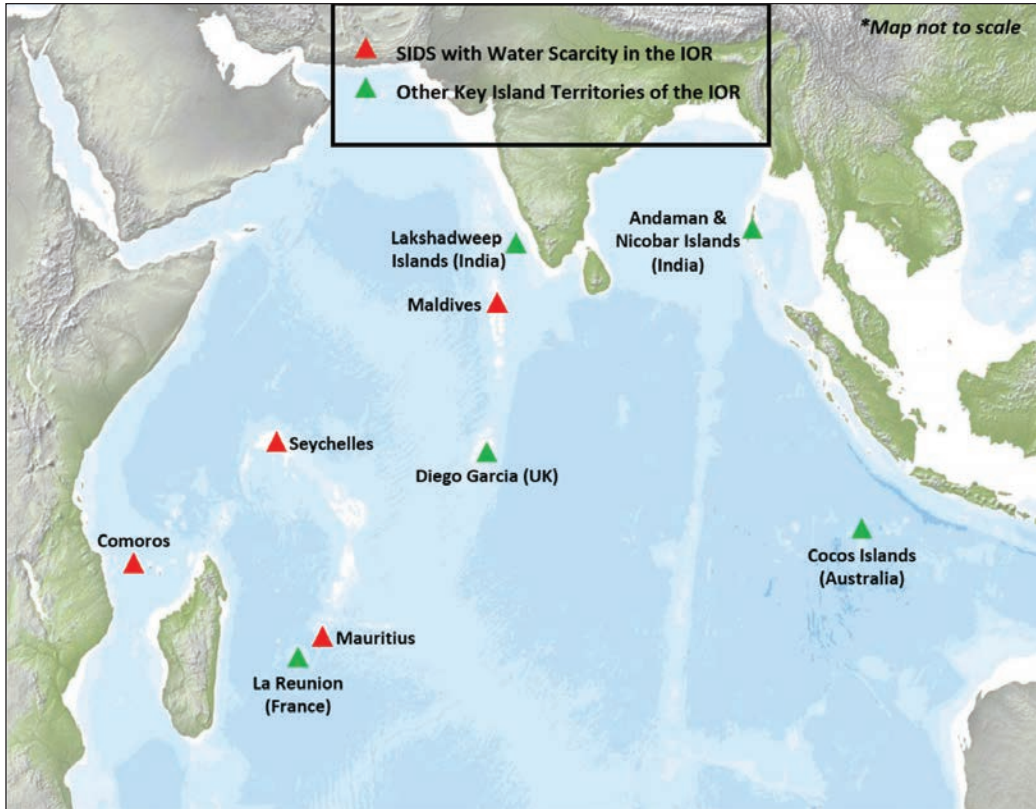 *Map not to scale
SIDS with Water Scarcity in the IOR
Other Key Island Territories of the IOR
Lakshadweep
Islands (India)
Andaman &
Nicobar Islands
(India)
Maldives
Seychelles
Diego Garcia (UK)
Comoros
Cocos Islands
(Australia)
Mauritius
La Reunion
(France)